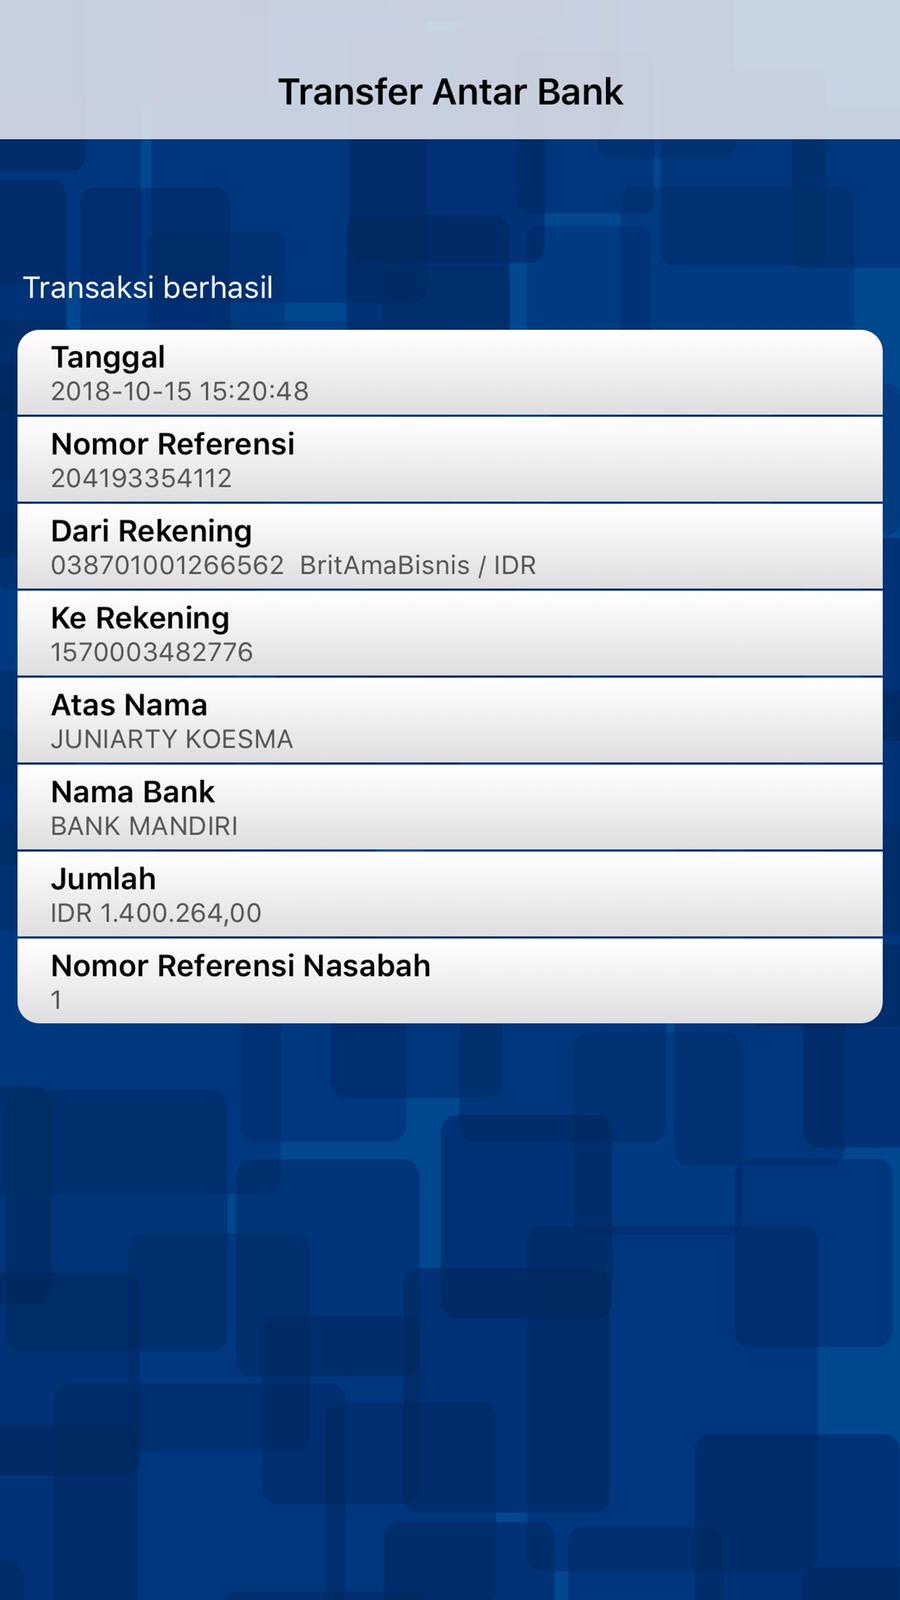 Transfer Antar Bank
Transaksi berhasil
Tanggal
2018-10-15 15:20:48
Nomor Referensi
204193354112
Dari Rekening
038701001266562  BritAmaBisnis / IDR
Ke Rekening
1570003482776
Atas Nama
JUNIARTY KOESMA
Nama Bank
BANK MANDIRI
Jumlah
IDR 1.400.264,00
Nomor Referensi Nasabah
1